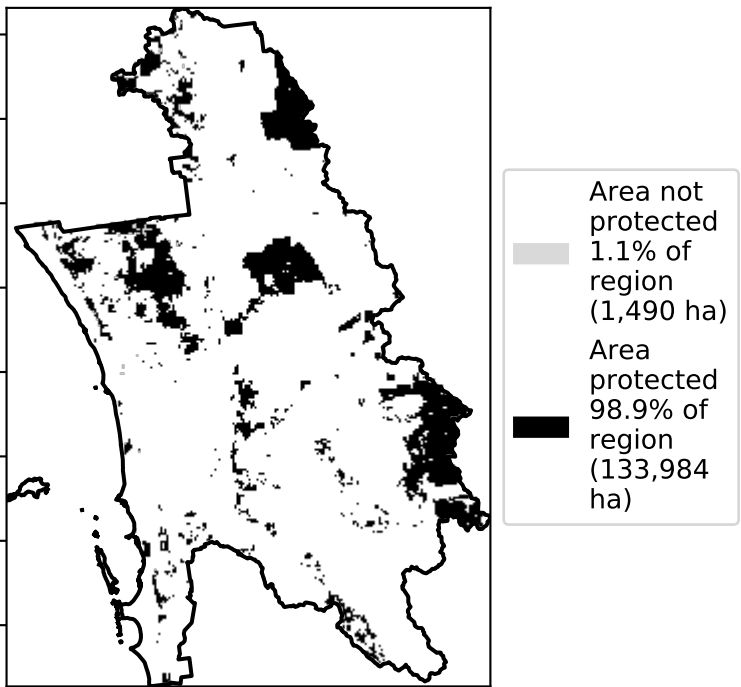 Area not
protected
1.1% of
region
(1,490 ha)
Area
protected
98.9% of
region
(133,984
ha)